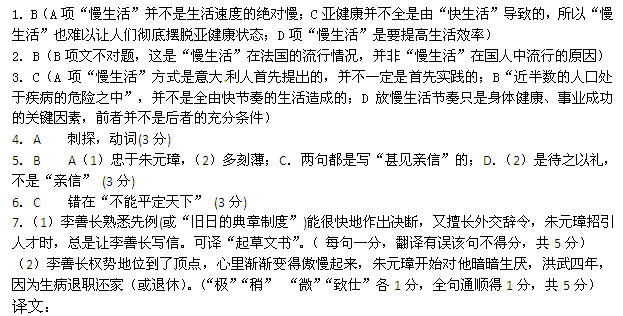 1. B(A 项“慢生活”并不是生活速度的绝对慢；C 亚健康并不全是由“快生活”导致的，所以“慢
生活”也难以让人们彻底摆脱亚健康状态；D 项“慢生活”是要提高生活效率)
2. B(B 项文不对题，这是“慢生活”在法国的流行情况，并非“慢生活”在国人中流行的原因)
3. C(A 项“慢生活”方式是意大利人首先提出的，并不一定是首先实践的；B“近半数的人口处
于疾病的危险之中”，并不是全由快节奏的生活造成的；D 放慢生活节奏只是身体健康、事业成功
的关键因素，前者并不是后者的充分条件)
4. A 刺探，动词(3 分)
5. B A(1)忠于朱元璋，(2)多刻薄；C. 两句都是写“甚见亲信”的；D.(2)是待之以礼，
不是“亲信” (3 分)
6. C 错在“不能平定天下” (3 分)
7.(1)李善长熟悉先例(或“旧日的典章制度”)能很快地作出决断，又擅长外交辞令，朱元璋招引
人才时，总是让李善长写信。可译“起草文书”。( 每句一分，翻译有误该句不得分，共 5 分)
(2)李善长权势地位到了顶点，心里渐渐变得傲慢起来，朱元璋开始对他暗暗生厌，洪武四年，
因为生病退职还家（或退休）。(“极”“稍” “微”“致仕”各 1 分，全句通顺得 1 分，共 5 分)
译文：